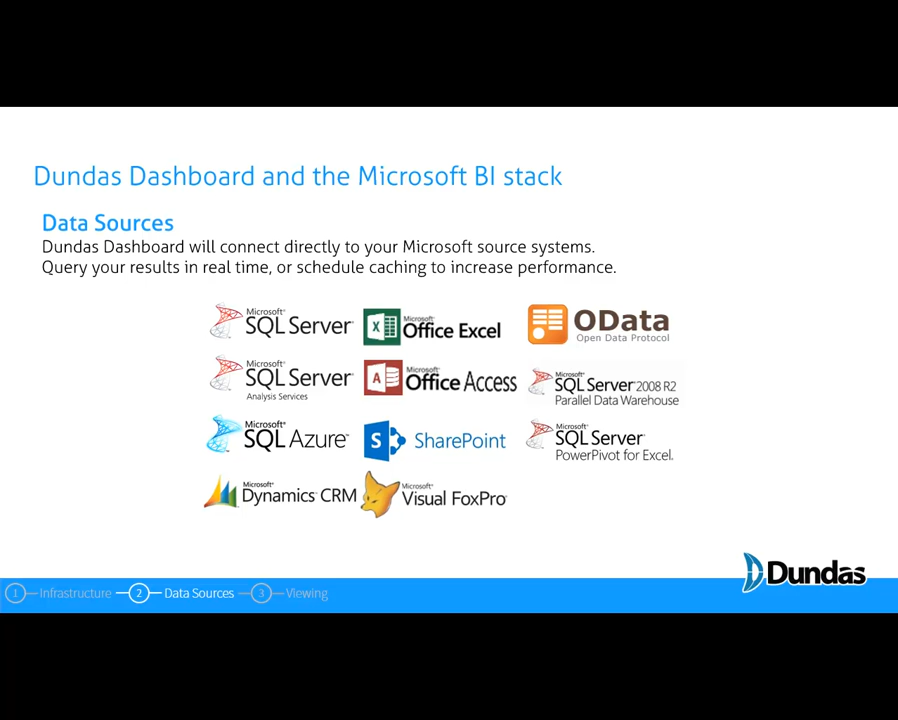 Dundas Dashboard and the Microsoft BI stack
Data Sources
Dundas Dashboard will connect directly to your Microsoft source systems.
Query your results in real time, or schedule caching to increase performance.
Microsoft®
SQL Server®
Microsoft®
Office Excel
OData
Open Data Protocol
Microsoft®
SQL Server®
Analysis Services
Microsoft®
Office Access
Microsoft®
SQL Server® 2008 R2
Parallel Data Warehouse
Microsoft®
SQL Azure™
SharePoint
Microsoft®
SQL Server®
PowerPivot for Excel.
Microsoft®
Dynamics CRM
Microsoft®
Visual FoxPro®
Dundas
1 Infrastructure 2 Data Sources 3 Viewing